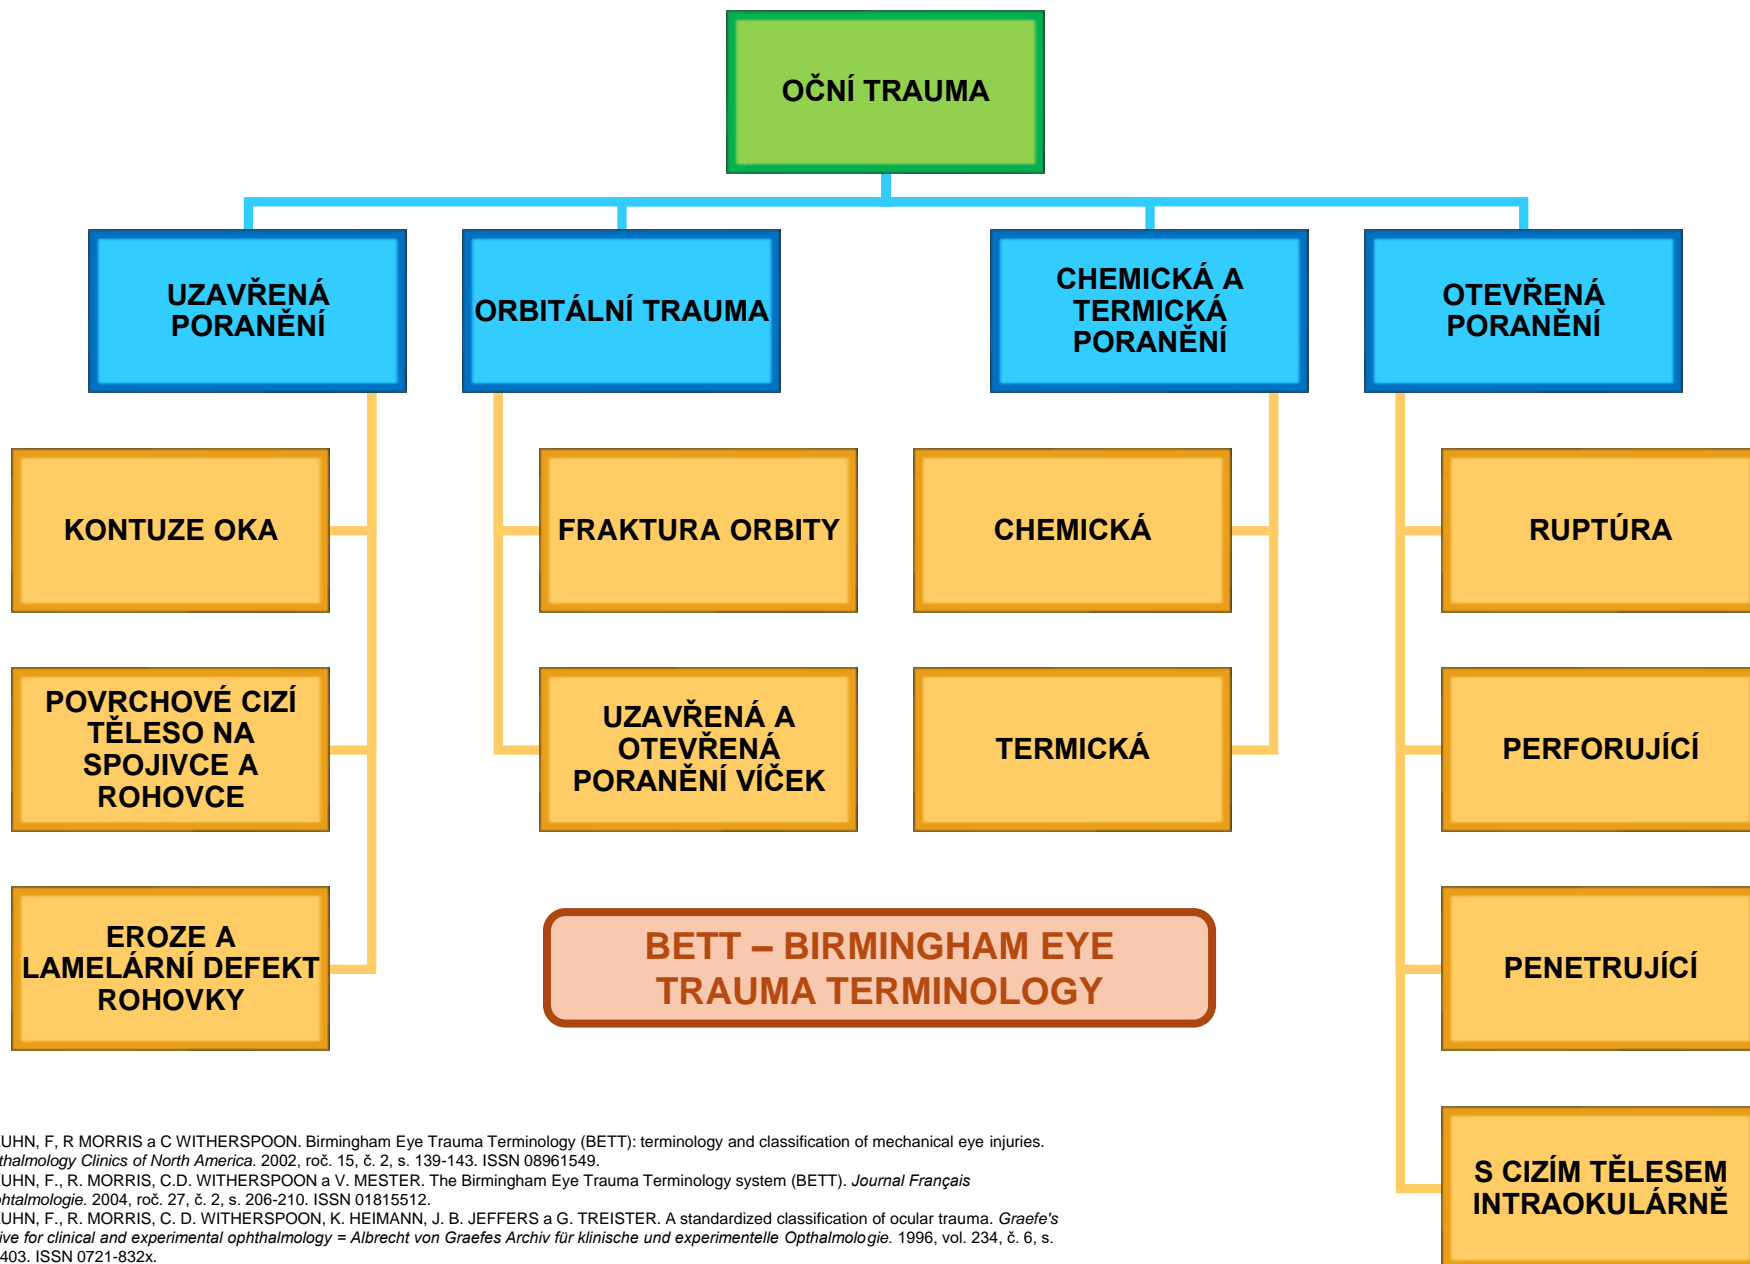 OČNÍ TRAUMA
UZAVŘENÁ
PORANĚNÍ
ORBITÁLNÍ TRAUMA
CHEMICKÁ A
TERMICKÁ
PORANĚNÍ
OTEVŘENÁ
PORANĚNÍ
KONTUZE OKA
FRAKTURA ORBITY
CHEMICKÁ
RUPTÚRA
POVRCHOVÉ CIZÍ
TĚLESO NA
SPOJIVCE A
ROHOVCE
UZAVŘENÁ A
OTEVŘENÁ
PORANĚNÍ VÍČEK
TERMICKÁ
PERFORUJÍCÍ
EROZE A
LAMELÁRNÍ DEFEKT
ROHOVKY
BETT – BIRMINGHAM EYE
TRAUMA TERMINOLOGY
PENETRUJÍCÍ
S CIZÍM TĚLESEM
INTRAOKULÁRNĚ
UHN, F, R MORRIS a C WITHERSPOON. Birmingham Eye Trauma Terminology (BETT): terminology and classification of mechanical eye injuries.
thalmology Clinics of North America. 2002, roč. 15, č. 2, s. 139-143. ISSN 08961549.
UHN, F., R. MORRIS, C.D. WITHERSPOON a V. MESTER. The Birmingham Eye Trauma Terminology system (BETT). Journal Français
phtalmologie. 2004, roč. 27, č. 2, s. 206-210. ISSN 01815512.
UHN, F., R. MORRIS, C. D. WITHERSPOON, K. HEIMANN, J. B. JEFFERS a G. TREISTER. A standardized classification of ocular trauma. Graefe's
ive for clinical and experimental ophthalmology = Albrecht von Graefes Archiv für klinische und experimentelle Opthalmologie. 1996, vol. 234, č. 6, s.
403. ISSN 0721-832x.